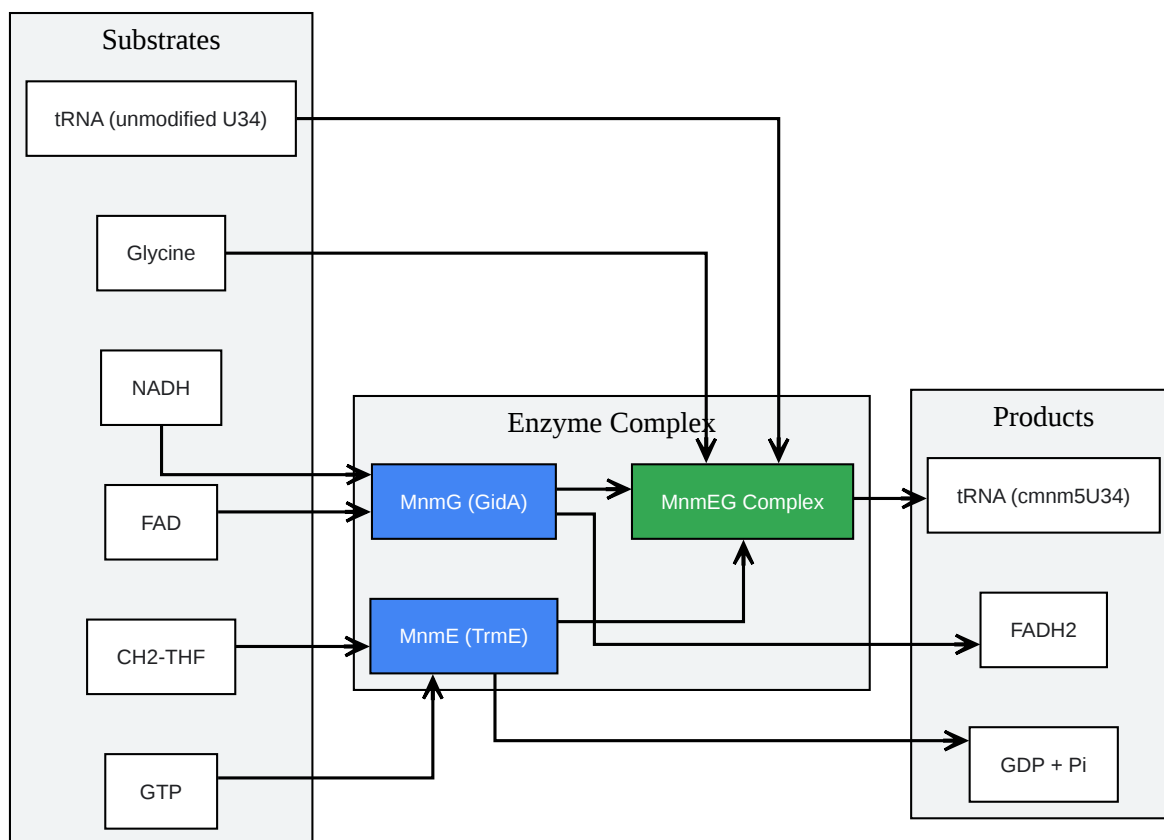 Substrates
tRNA (unmodified U34)
Glycine
NADH
FAD
CH2-THF
GTP
Enzyme Complex
MnmG (GidA)
MnmEG Complex
MnmE (TrmE)
Products
tRNA (cmnm5U34)
FADH2
GDP + Pi